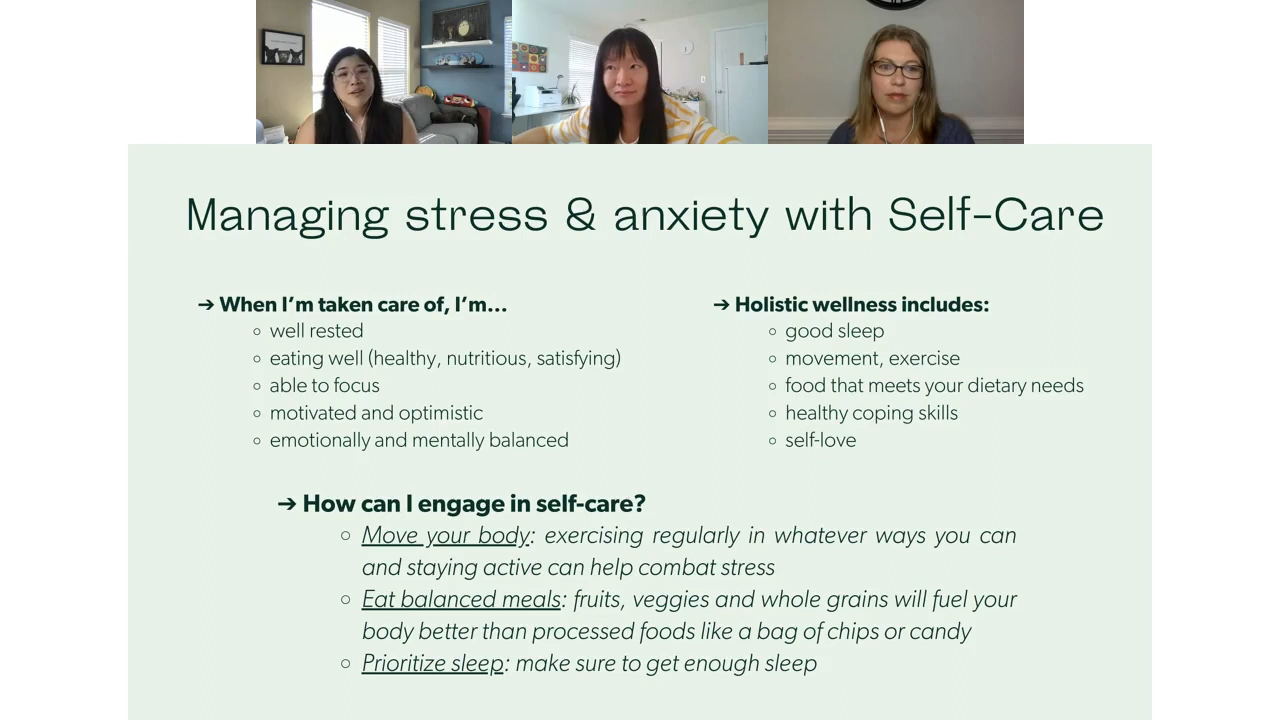 Managing stress & anxiety with Self-Care
➔ When I’m taken care of, I’m...
○ well rested
○ eating well (healthy, nutritious, satisfying)
○ able to focus
○ motivated and optimistic
○ emotionally and mentally balanced
➔ Holistic wellness includes:
○ good sleep
○ movement, exercise
○ food that meets your dietary needs
○ healthy coping skills
○ self-love
➔ How can I engage in self-care?
○ Move your body: exercising regularly in whatever ways you can
and staying active can help combat stress
○ Eat balanced meals: fruits, veggies and whole grains will fuel your
body better than processed foods like a bag of chips or candy
○ Prioritize sleep: make sure to get enough sleep